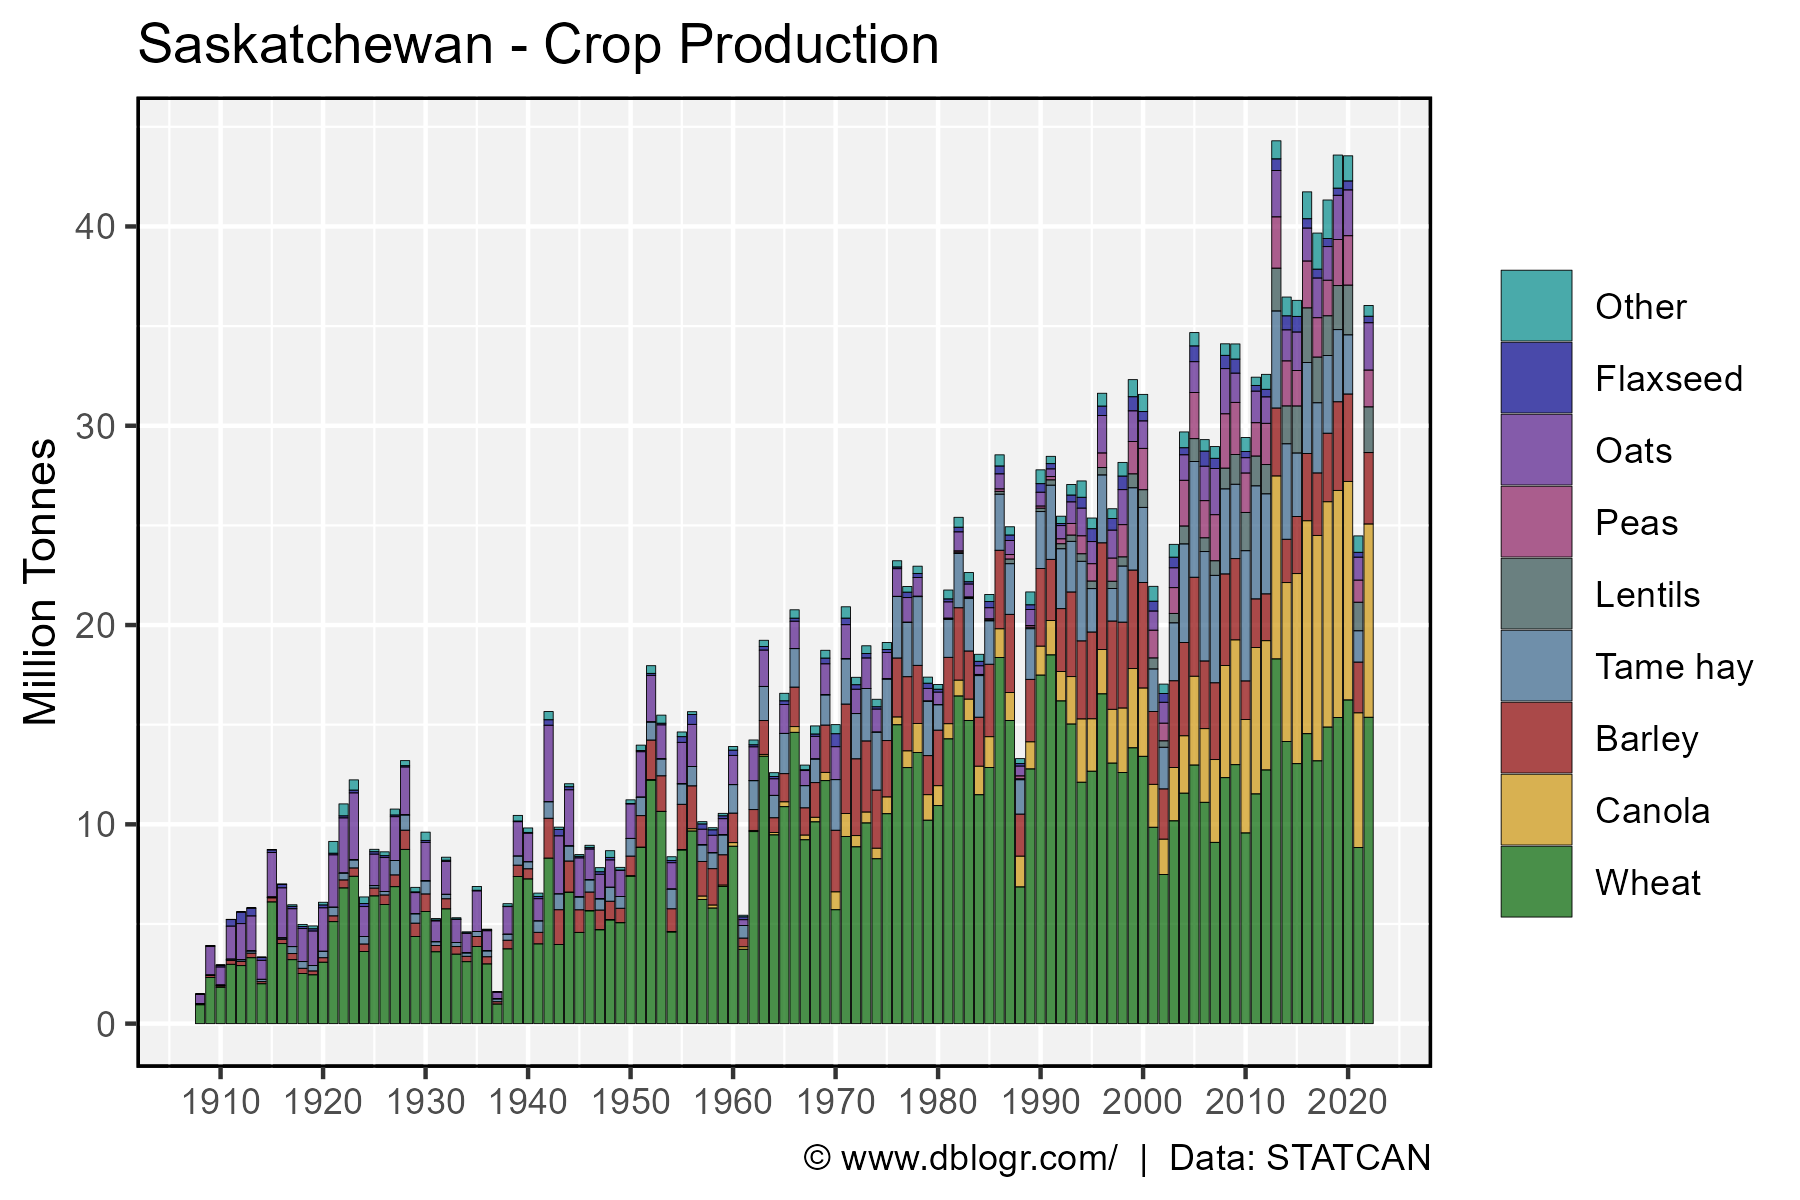 Saskatchewan - Crop Production
Million Tonnes
40
30
20
10
0
1910 1920 1930 1940 1950 1960 1970 1980 1990 2000 2010 2020
Other
Flaxseed
Oats
Peas
Lentils
Tame hay
Barley
Canola
Wheat
© www.dblogr.com/ | Data: STATCAN